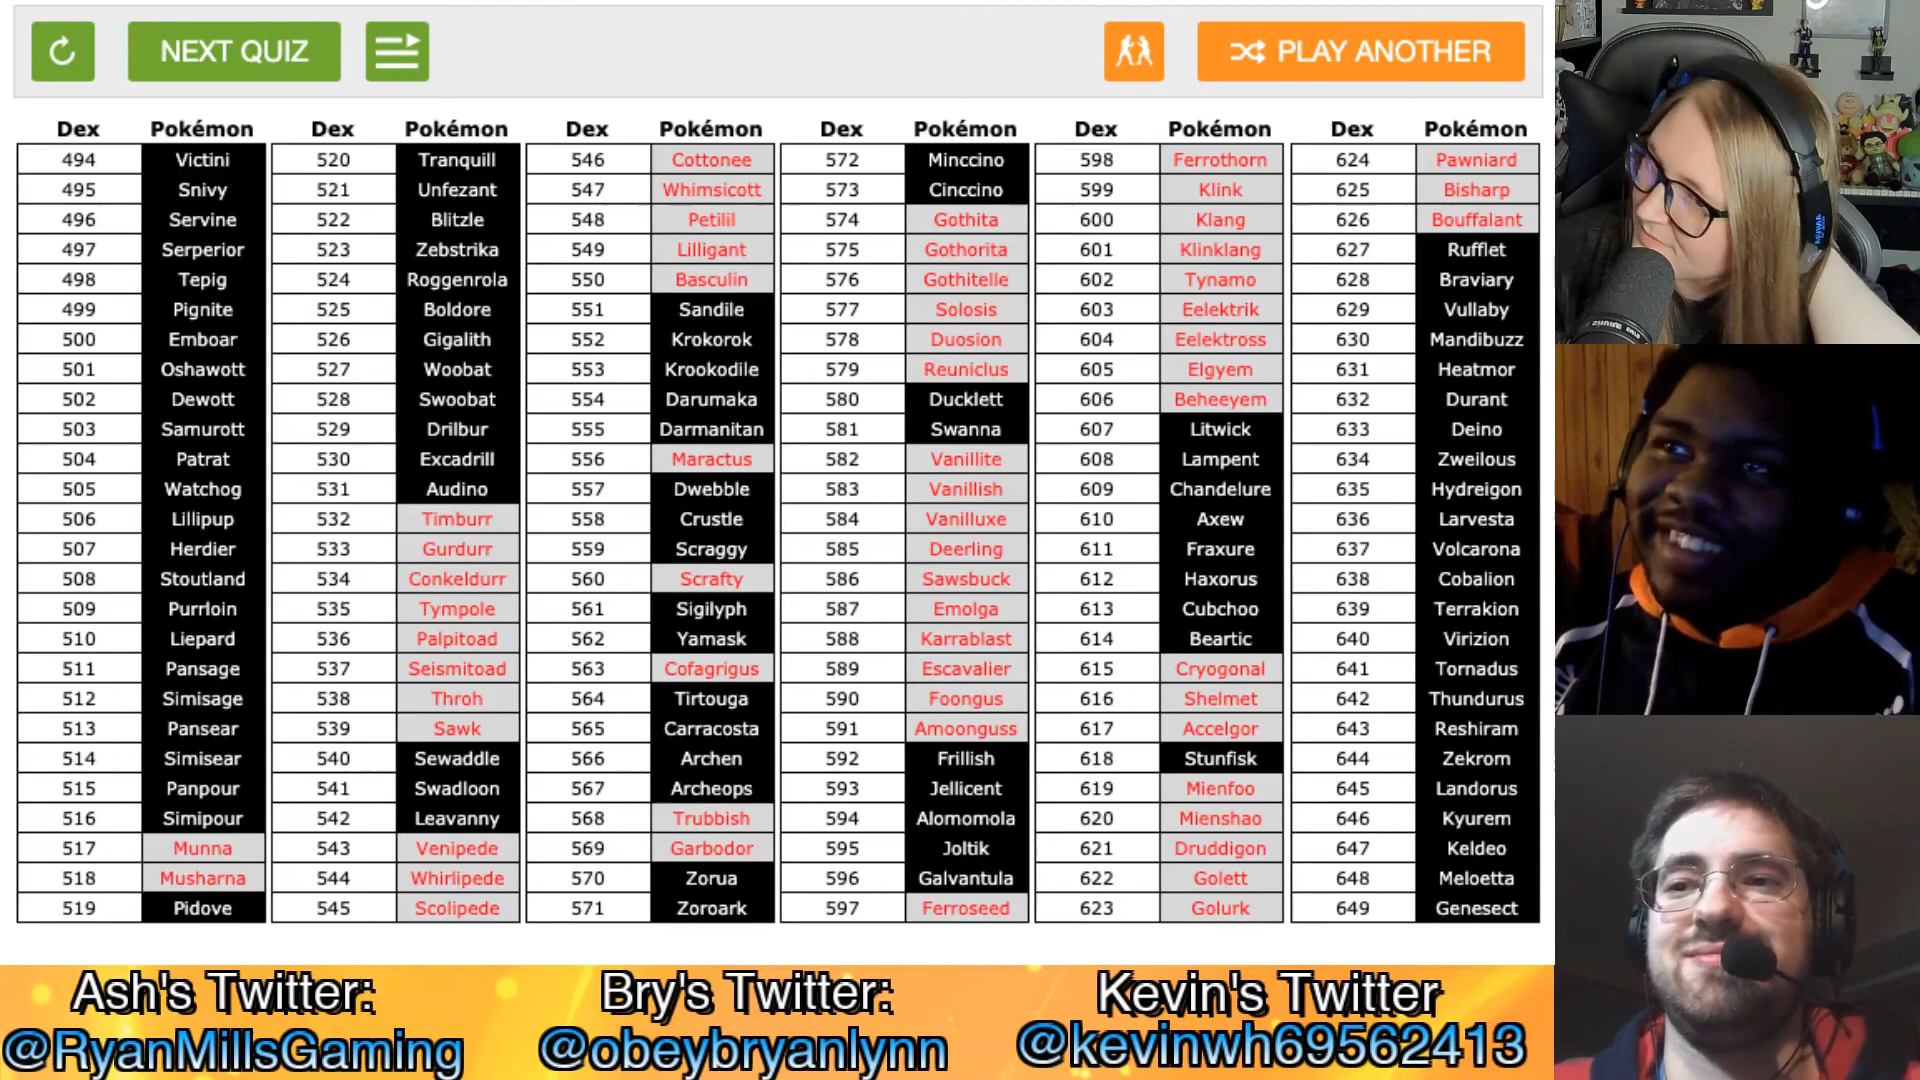 NEXT QUIZ
PLAY ANOTHER
Dex Pokémon Dex Pokémon Dex Pokémon Dex Pokémon Dex Pokémon Dex Pokémon
494 Victini 520 Tranquill 546 Cottonee 572 Minccino 598 Ferrothorn 624 Pawniard
495 Snivy 521 Unfezant 547 Whimsicott 573 Cinccino 599 Klink 625 Bisharp
496 Servine 522 Blitzle 548 Petilil 574 Gothita 600 Klang 626 Bouffalant
497 Serperior 523 Zebstrika 549 Lilligant 575 Gothorita 601 Klinklang 627 Rufflet
498 Tepig 524 Roggenrola 550 Basculin 576 Gothitelle 602 Tynamo 628 Braviary
499 Pignite 525 Boldore 551 Sandile 577 Solosis 603 Eelektrik 629 Vullaby
500 Emboar 526 Gigalith 552 Krokorok 578 Duosion 604 Eelektross 630 Mandibuzz
501 Oshawott 527 Woobat 553 Krookodile 579 Reuniclus 605 Elgyem 631 Heatmor
502 Dewott 528 Swoobat 554 Darumaka 580 Ducklett 606 Beheeyem 632 Durant
503 Samurott 529 Drilbur 555 Darmanitan 581 Swanna 607 Litwick 633 Deino
504 Patrat 530 Excadrill 556 Maractus 582 Vanillite 608 Lampent 634 Zweilous
505 Watchog 531 Audino 557 Dwebble 583 Vanillish 609 Chandelure 635 Hydreigon
506 Lillipup 532 Timburr 558 Crustle 584 Vanilluxe 610 Axew 636 Larvesta
507 Herdier 533 Gurdurr 559 Scraggy 585 Deerling 611 Fraxure 637 Volcarona
508 Stoutland 534 Conkeldurr 560 Scrafty 586 Sawsbuck 612 Haxorus 638 Cobalion
509 Purrloin 535 Tympole 561 Sigilyph 587 Emolga 613 Cubchoo 639 Terrakion
510 Liepard 536 Palpitoad 562 Yamask 588 Karrablast 614 Beartic 640 Virizion
511 Pansage 537 Seismitoad 563 Cofagrigus 589 Escavalier 615 Cryogonal 641 Tornadus
512 Simisage 538 Throh 564 Tirtouga 590 Foongus 616 Shelmet 642 Thundurus
513 Pansear 539 Sawk 565 Carracosta 591 Amoonguss 617 Accelgor 643 Reshiram
514 Simisear 540 Sewaddle 566 Archen 592 Frillish 618 Stunfisk 644 Zekrom
515 Panpour 541 Swadloon 567 Archeops 593 Jellicent 619 Mienfoo 645 Landorus
516 Simipour 542 Leavanny 568 Trubbish 594 Alomomola 620 Mienshao 646 Kyurem
517 Munna 543 Venipede 569 Garbodor 595 Joltik 621 Druddigon 647 Keldeo
518 Musharna 544 Whirlipede 570 Zorua 596 Galvantula 622 Golett 648 Meloetta
519 Pidove 545 Scolipede 571 Zoroark 597 Ferroseed 623 Golurk 649 Genesect
Ash's Twitter: Bry's Twitter: Kevin's Twitter
@RyanMillsGaming @obeybryanlynn @kevinwh69562413